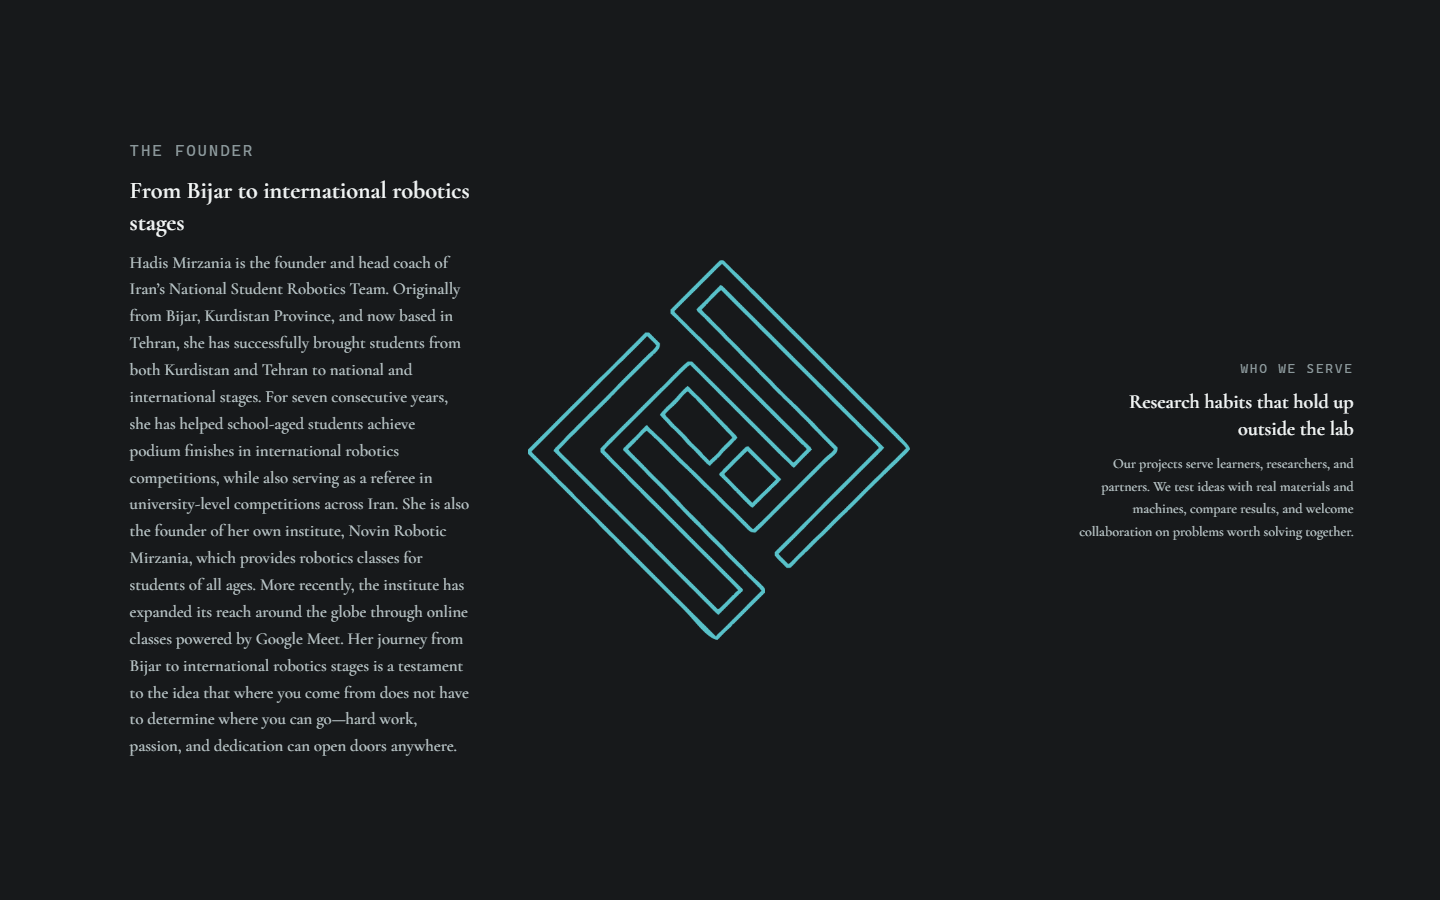 THE FOUNDER
From Bijar to international robotics
stages
Hadis Mirzania is the founder and head coach of
Iran’s National Student Robotics Team. Originally
from Bijar, Kurdistan Province, and now based in
Tehran, she has successfully brought students from
both Kurdistan and Tehran to national and
international stages. For seven consecutive years,
she has helped school-aged students achieve
podium finishes in international robotics
competitions, while also serving as a referee in
university-level competitions across Iran. She is also
the founder of her own institute, Novin Robotic
Mirzania, which provides robotics classes for
students of all ages. More recently, the institute has
expanded its reach around the globe through online
classes powered by Google Meet. Her journey from
Bijar to international robotics stages is a testament
to the idea that where you come from does not have
to determine where you can go—hard work,
passion, and dedication can open doors anywhere.
WHO WE SERVE
Research habits that hold up
outside the lab
Our projects serve learners, researchers, and
partners. We test ideas with real materials and
machines, compare results, and welcome
collaboration on problems worth solving together.